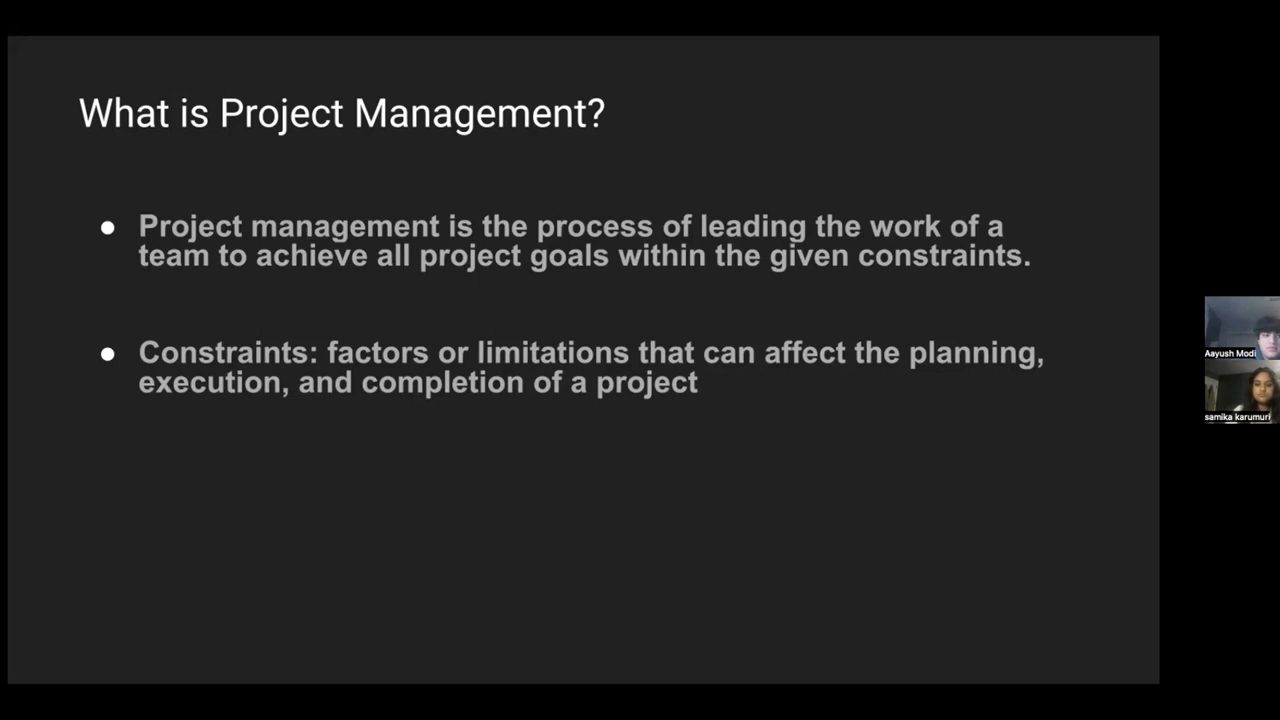 What is Project Management?
● Project management is the process of leading the work of a
team to achieve all project goals within the given constraints.
● Constraints: factors or limitations that can affect the planning,
execution, and completion of a project
Aayush Modi
samika karumuri